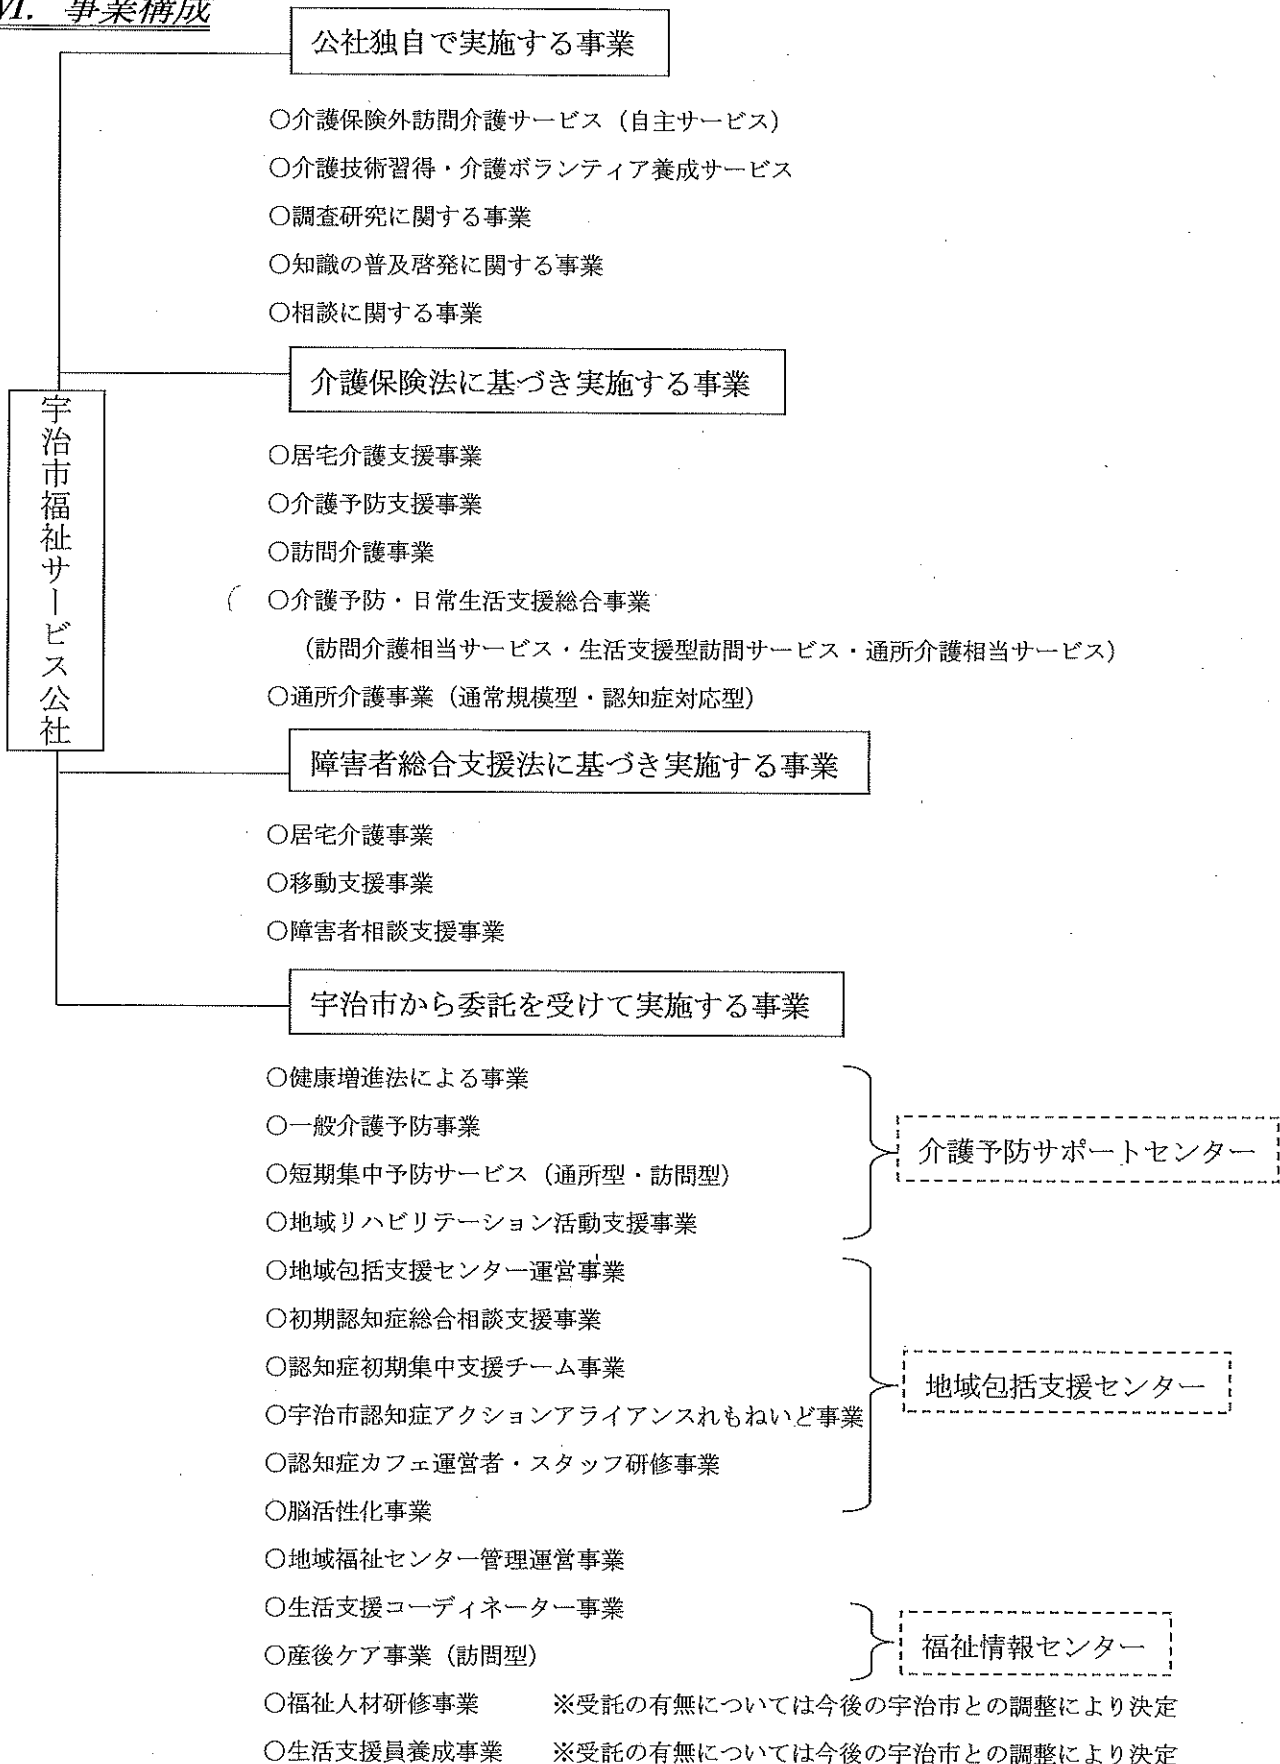 Ⅵ. 事業構成
公社独自で実施する事業
○介護保険外訪問介護サービス（自主サービス）
○介護技術習得・介護ボランティア養成サービス
○調査研究に関する事業
○知識の普及啓発に関する事業
○相談に関する事業
介護保険法に基づき実施する事業
宇治市福祉サービス公社
○居宅介護支援事業
○介護予防支援事業
○訪問介護事業
○介護予防・日常生活支援総合事業
（訪問介護相当サービス・生活支援型訪問サービス・通所介護相当サービス）
○通所介護事業（通常規模型・認知症対応型）
障害者総合支援法に基づき実施する事業
○居宅介護事業
○移動支援事業
○障害者相談支援事業
宇治市から委託を受けて実施する事業
○健康増進法による事業
○一般介護予防事業
○短期集中予防サービス（通所型・訪問型）
○地域リハビリテーション活動支援事業
介護予防サポートセンター
○地域包括支援センター運営事業
○初期認知症総合相談支援事業
○認知症初期集中支援チーム事業
○宇治市認知症アクションアライアンスれもねいど事業
○認知症カフェ運営者・スタッフ研修事業
○脳活性化事業
地域包括支援センター
○地域福祉センター管理運営事業
○生活支援コーディネーター事業
○産後ケア事業（訪問型）
福祉情報センター
○福祉人材研修事業　※受託の有無については今後の宇治市との調整により決定
○生活支援員養成事業　※受託の有無については今後の宇治市との調整により決定